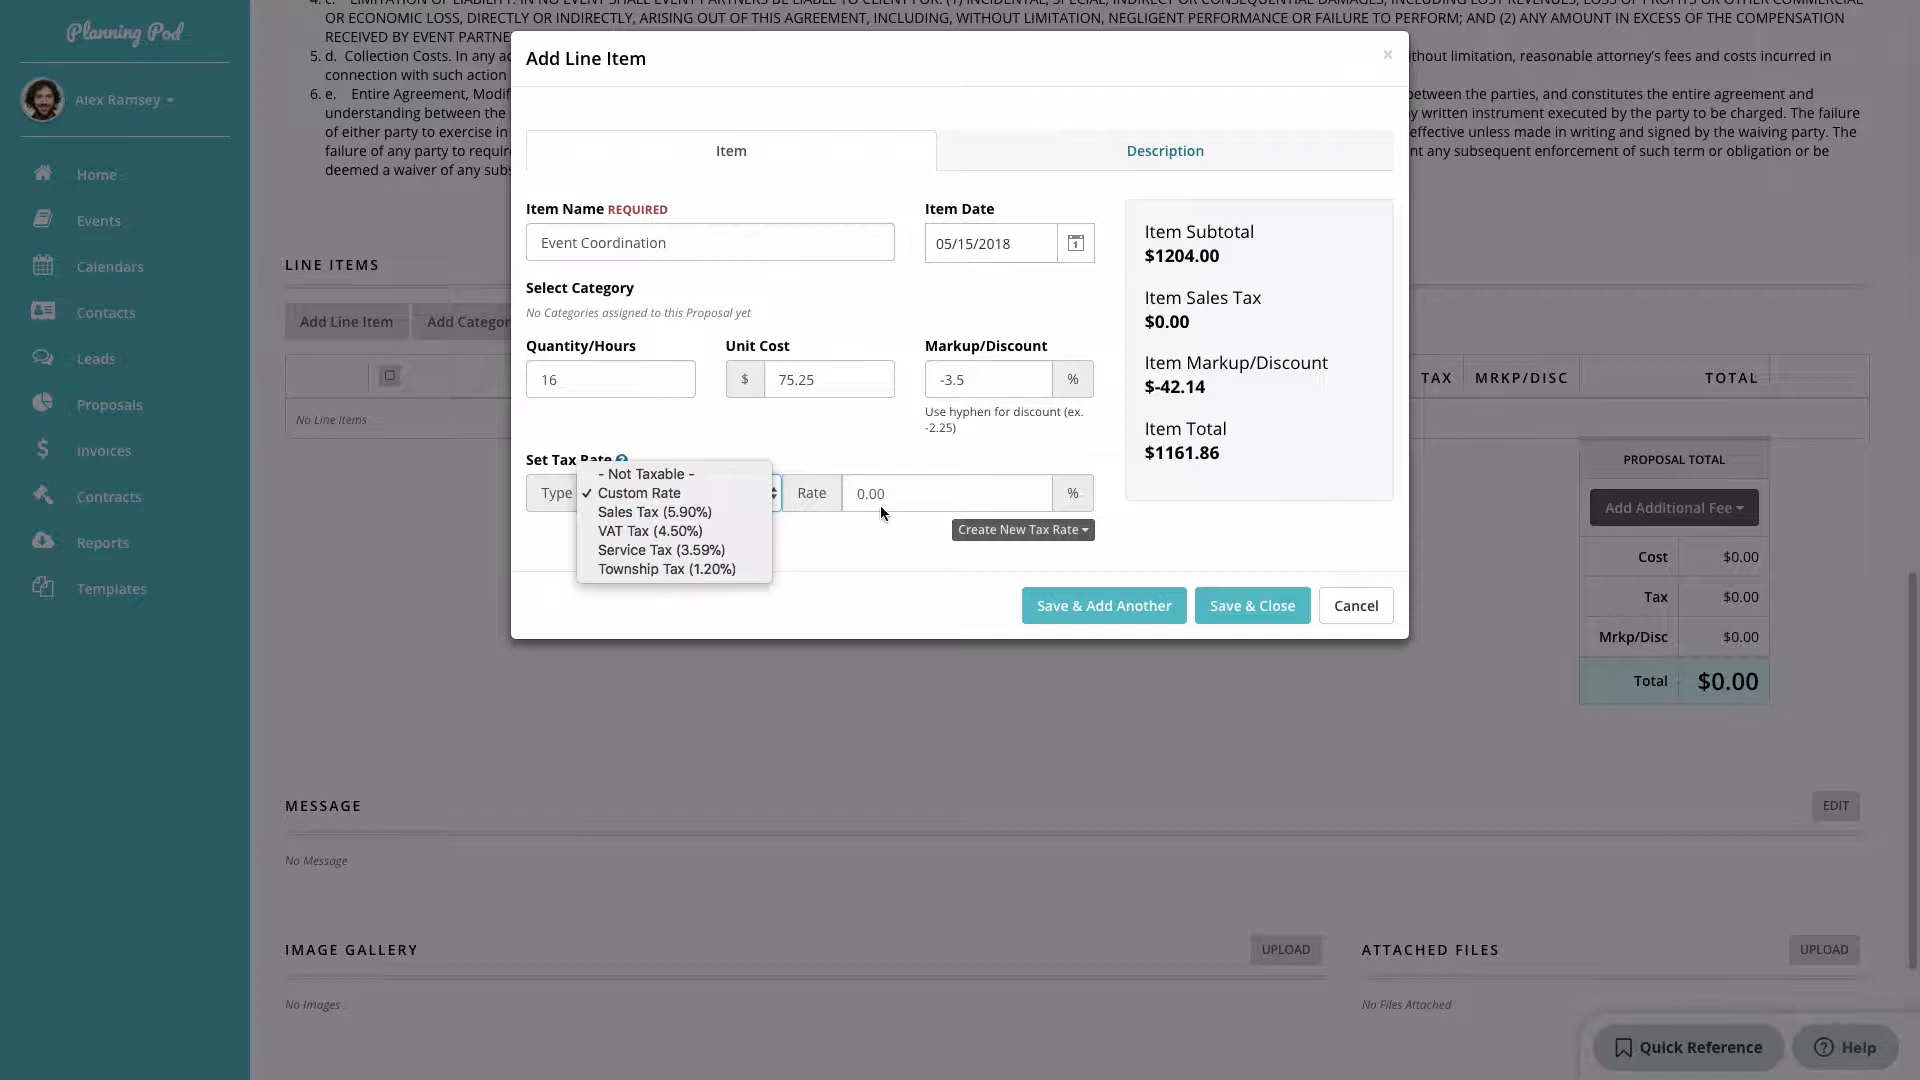 Planning Pod
Alex Ramsey
Home
Events
Calendars
Contacts
Leads
Proposals
Invoices
Contracts
Reports
Templates
4. c. LIMITATION OF LIABILITY. IN NO EVENT SHALL EVENT PARTNERS BE LIABLE TO CLIENT FOR: (1) INCIDENTAL, SPECIAL, INDIRECT OR CONSEQUENTIAL DAMAGES, INCLUDING LOST REVENUES, LOSS OF PROFITS OR OTHER COMMERCIAL
OR ECONOMIC LOSS, DIRECTLY OR INDIRECTLY, ARISING OUT OF THIS AGREEMENT, INCLUDING, WITHOUT LIMITATION, NEGLIGENT PERFORMANCE OR FAILURE TO PERFORM; AND (2) ANY AMOUNT IN EXCESS OF THE COMPENSATION
RECEIVED BY EVENT PARTNE
5. d. Collection Costs. In any ac
ithout limitation, reasonable attorney's fees and costs incurred in
connection with such action
6. e. Entire Agreement, Modif
between the parties, and constitutes the entire agreement and
understanding between the
y written instrument executed by the party to be charged. The failure
of either party to exercise in
effective unless made in writing and signed by the waiving party. The
failure of any party to requir
nt any subsequent enforcement of such term or obligation or be
deemed a waiver of any subs
LINE ITEMS
Add Line Item
Add Categor
No Line Items
TAX
MRKP/DISC
TOTAL
Add Line Item
×
Item
Description
Item Name REQUIRED
Event Coordination
Item Date
05/15/2018
1
Select Category
No Categories assigned to this Proposal yet
Quantity/Hours
16
Unit Cost
$ 75.25
Markup/Discount
-3.5 %
Use hyphen for discount (ex.
-2.25)
Set Tax Rate ?
Type
- Not Taxable -
✓ Custom Rate
Sales Tax (5.90%)
VAT Tax (4.50%)
Service Tax (3.59%)
Township Tax (1.20%)
Rate
0.00 %
Create New Tax Rate
Item Subtotal
$1204.00
Item Sales Tax
$0.00
Item Markup/Discount
$-42.14
Item Total
$1161.86
Save & Add Another
Save & Close
Cancel
PROPOSAL TOTAL
Add Additional Fee
Cost $0.00
Tax $0.00
Mrkp/Disc $0.00
Total $0.00
MESSAGE
EDIT
No Message
IMAGE GALLERY
UPLOAD
No Images
ATTACHED FILES
UPLOAD
No Files Attached
Quick Reference
? Help